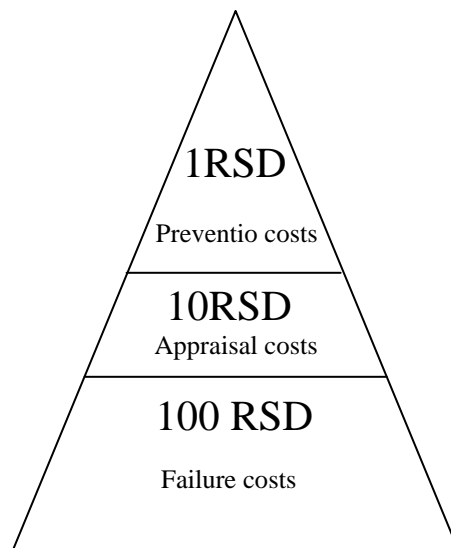 1RSD
Preventio costs
10RSD
Appraisal costs
100 RSD
Failure costs